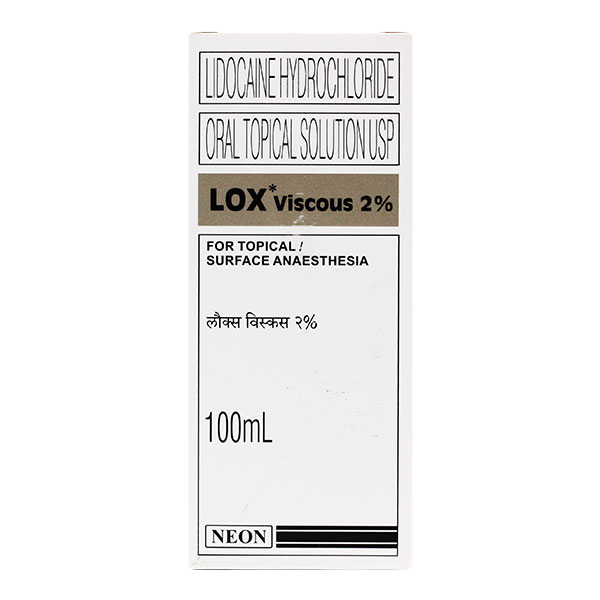 LIDOCAINE HYDROCHLORIDE
ORAL TOPICAL SOLUTION USP
LOX* Viscous 2%
FOR TOPICAL /
SURFACE ANAESTHESIA
लौक्स विस्कस २%
100mL
NEON